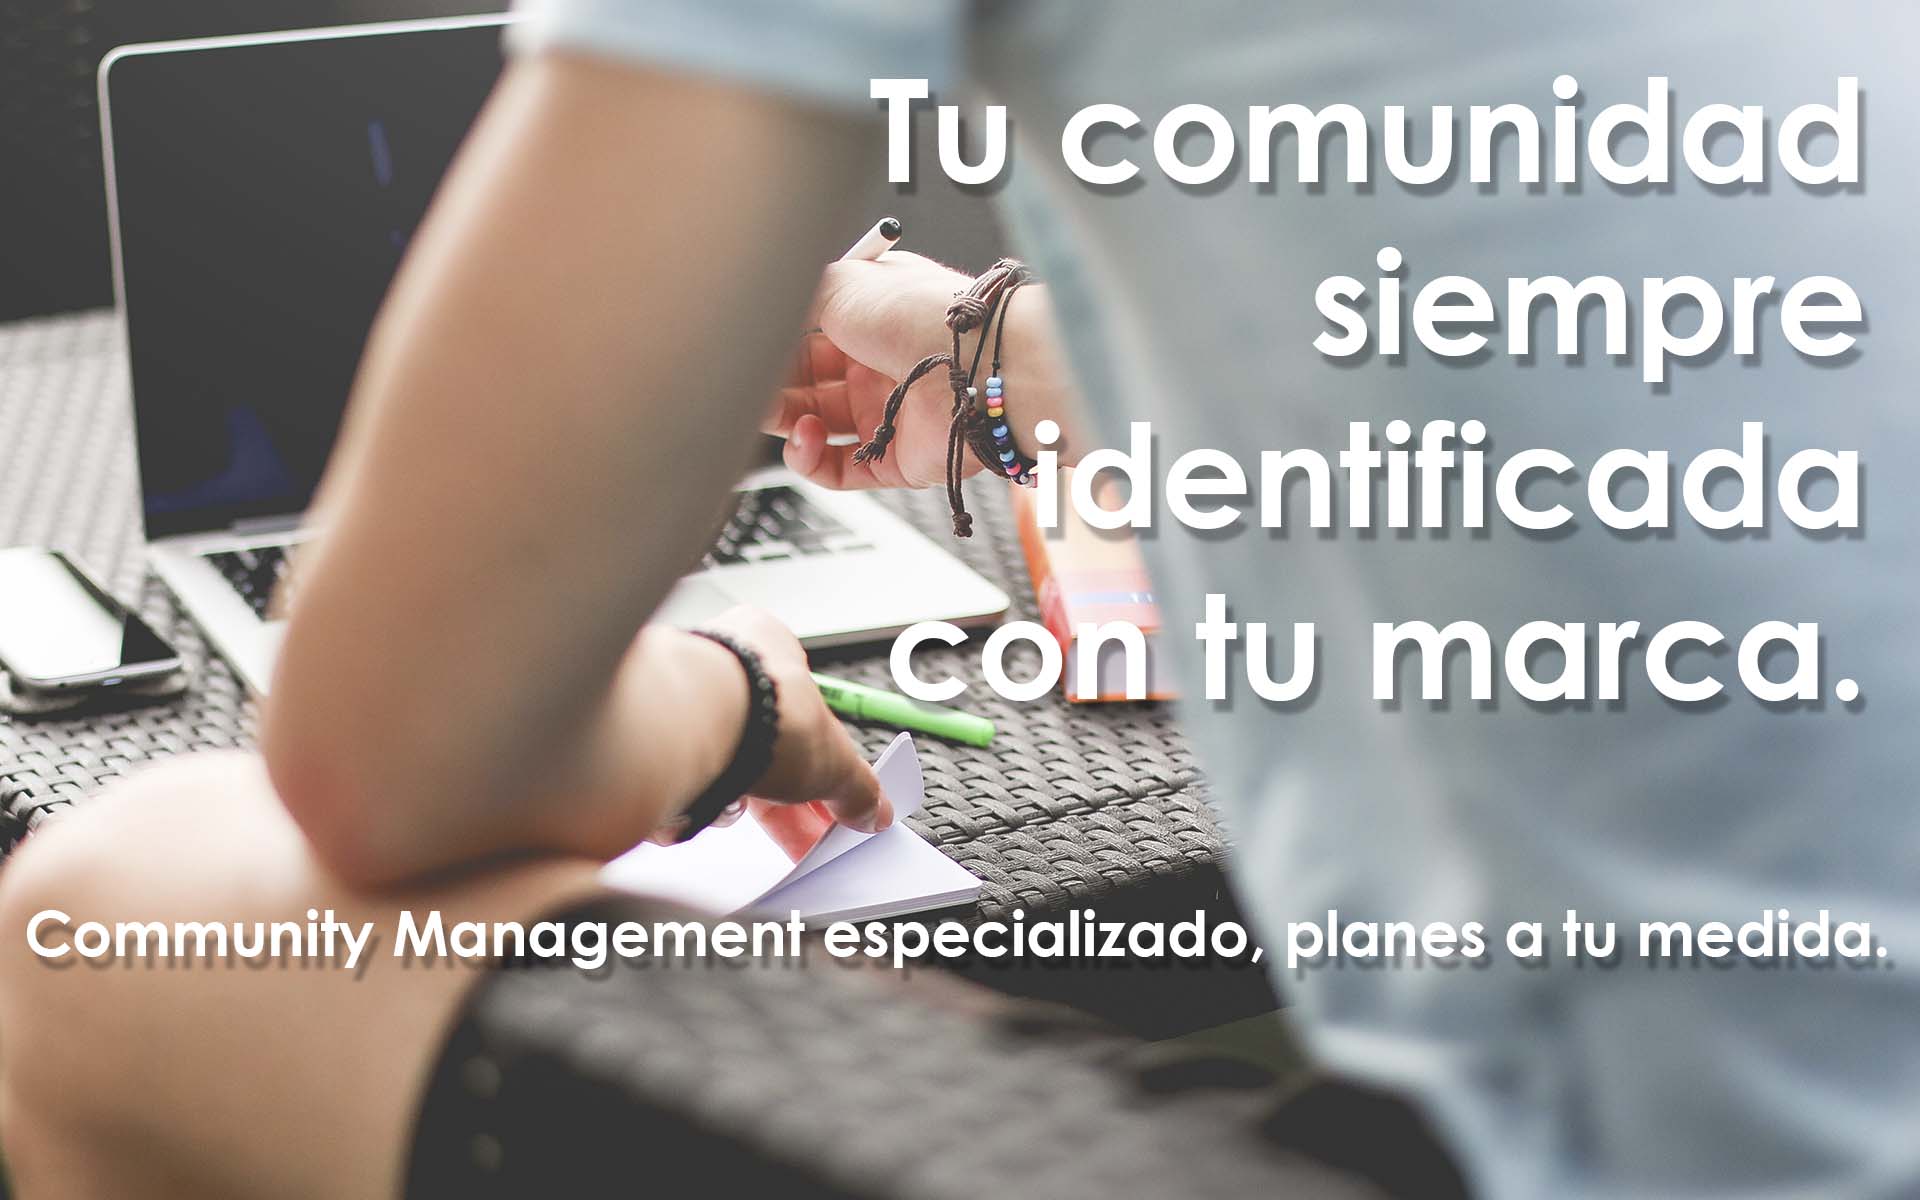 Tu comunidad
siempre
identificada
con tu marca.
Community Management especializado, planes a tu medida.